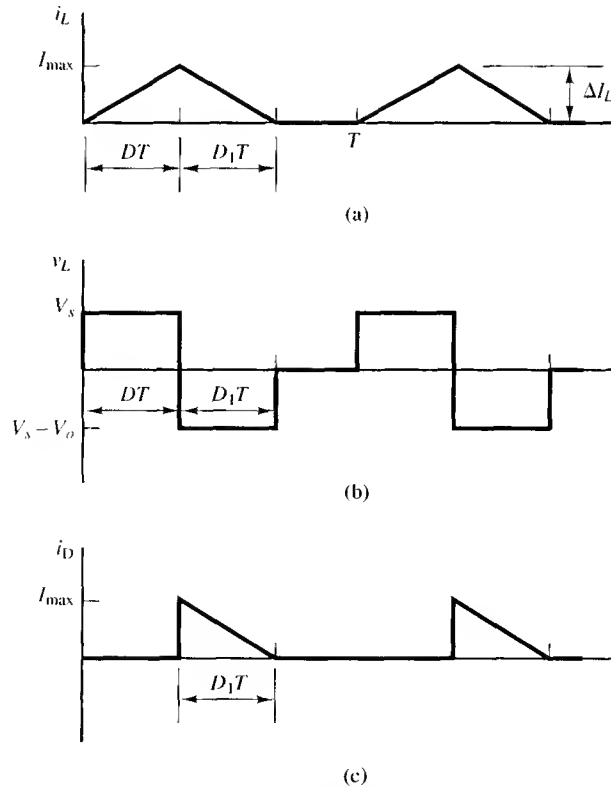 i_L
I_max
ΔI_L
T
DT D_1T
(a)
v_L
V_s
DT D_1T
V_s − V_o
(b)
i_D
I_max
D_1T
(c)